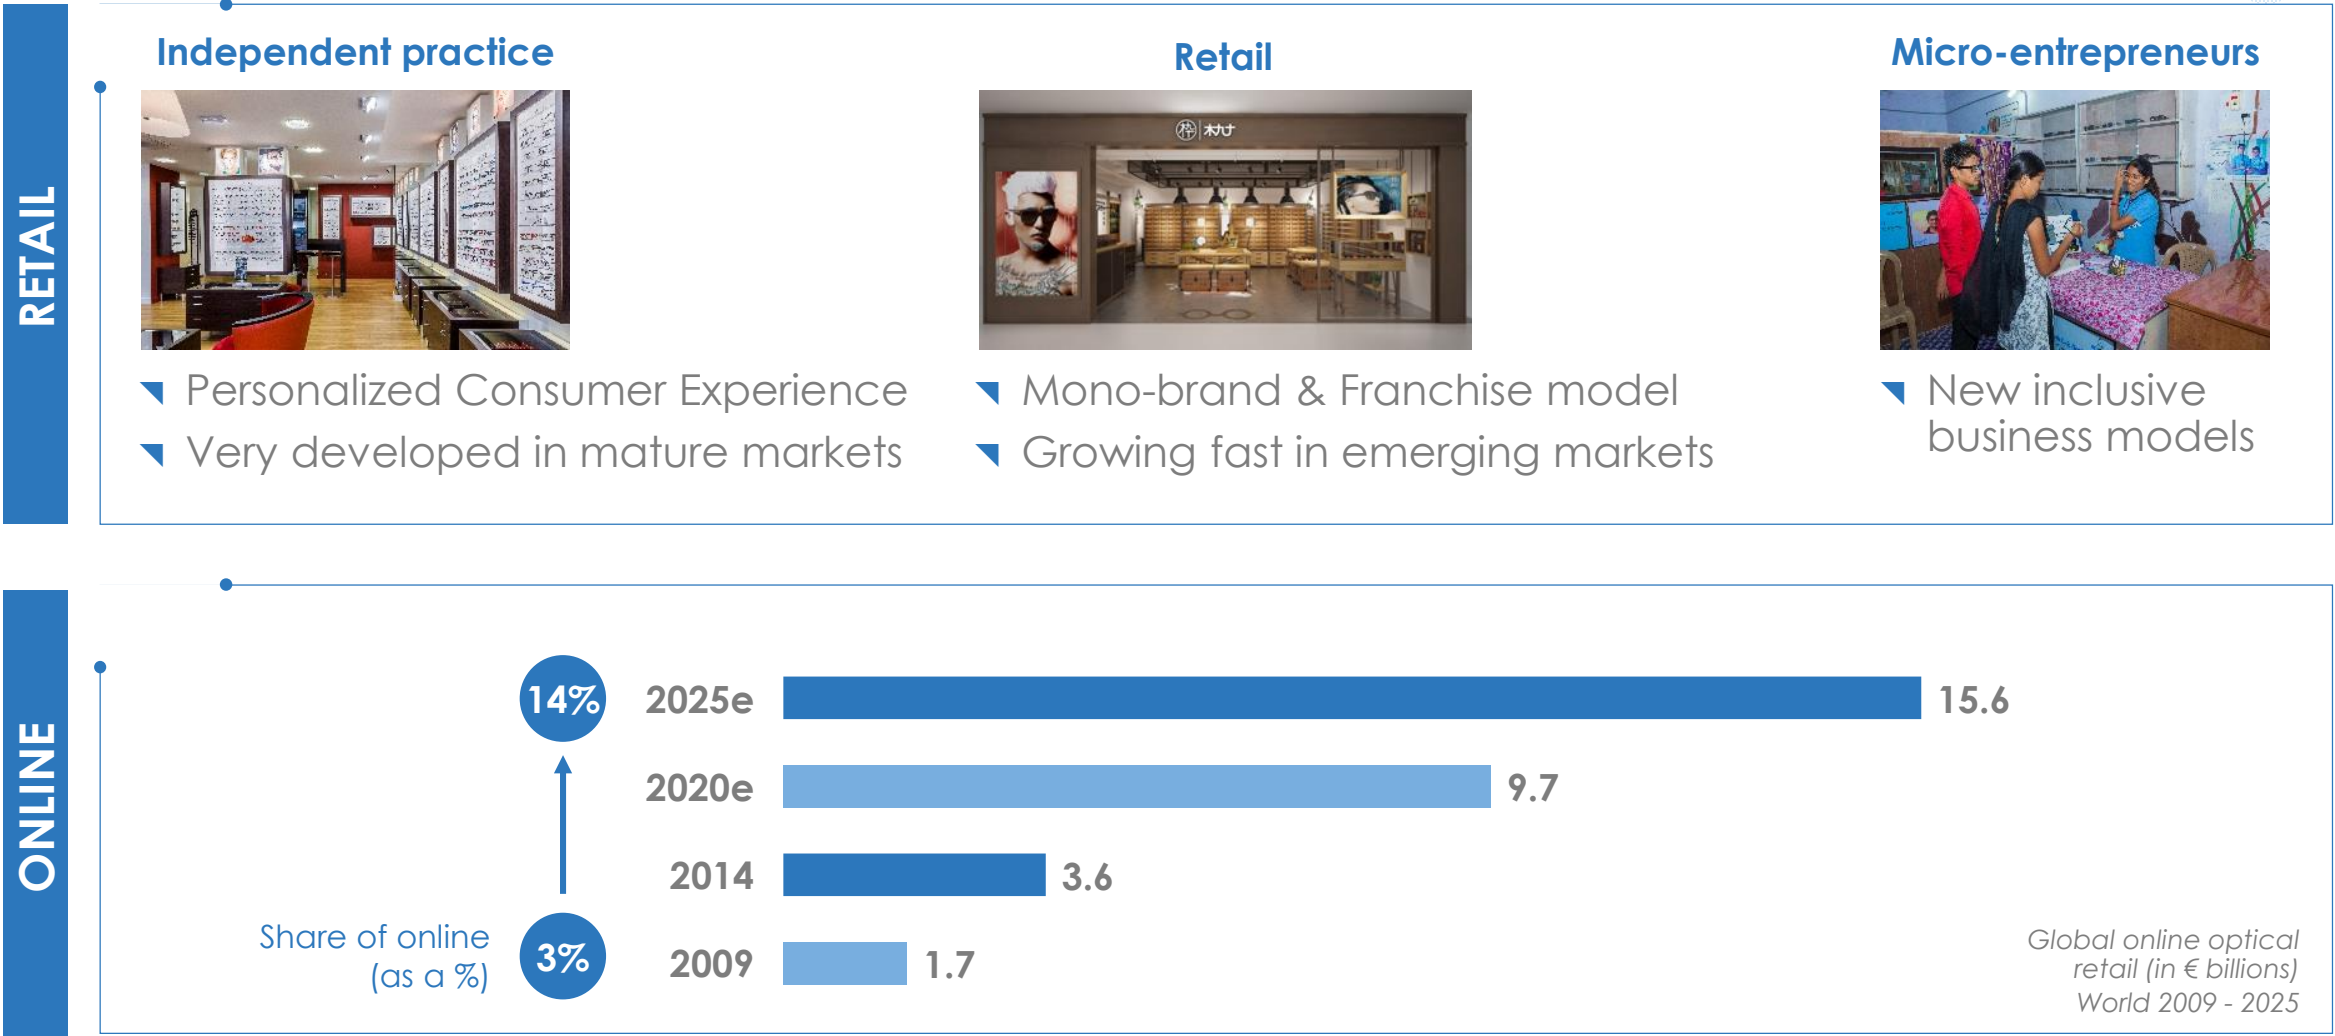 RETAIL
Independent practice
Personalized Consumer Experience
Very developed in mature markets
Retail
Mono-brand & Franchise model
Growing fast in emerging markets
Micro-entrepreneurs
New inclusive
business models
ONLINE
14%
2025e
15.6
2020e
9.7
2014
3.6
Share of online
(as a %)
3%
2009
1.7
Global online optical
retail (in € billions)
World 2009 - 2025